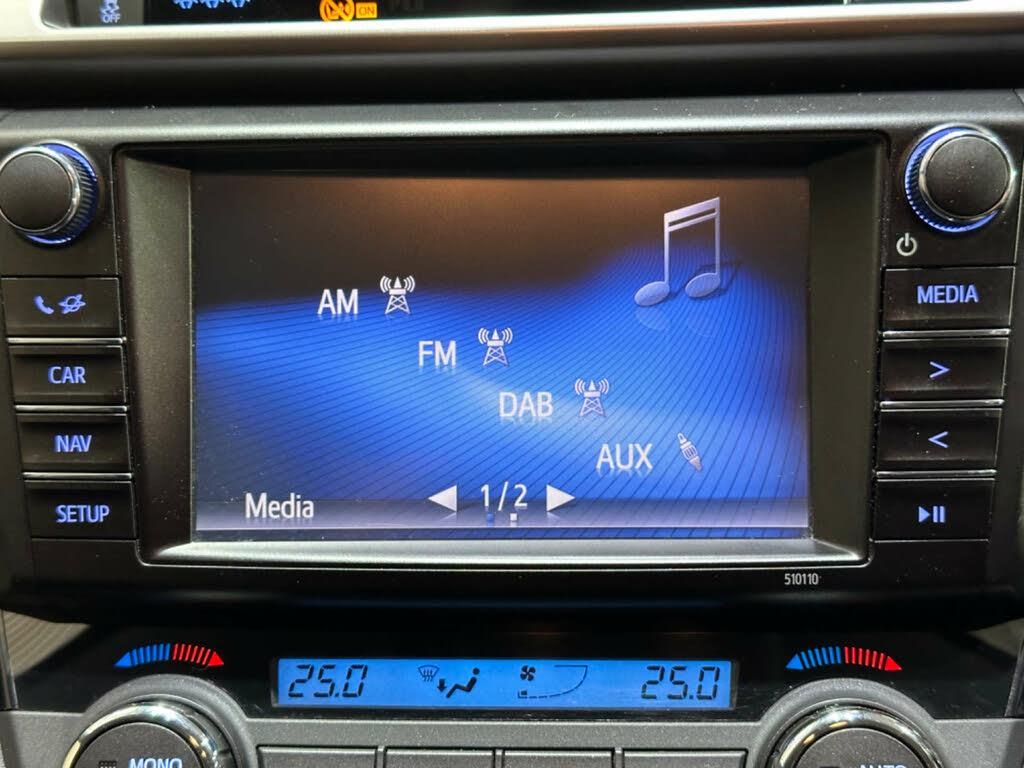 OFF
ON
AM
FM
DAB
AUX
Media
1/2
CAR
NAV
SETUP
MEDIA
>
<
510110
25.0
25.0
MONO
AUTO